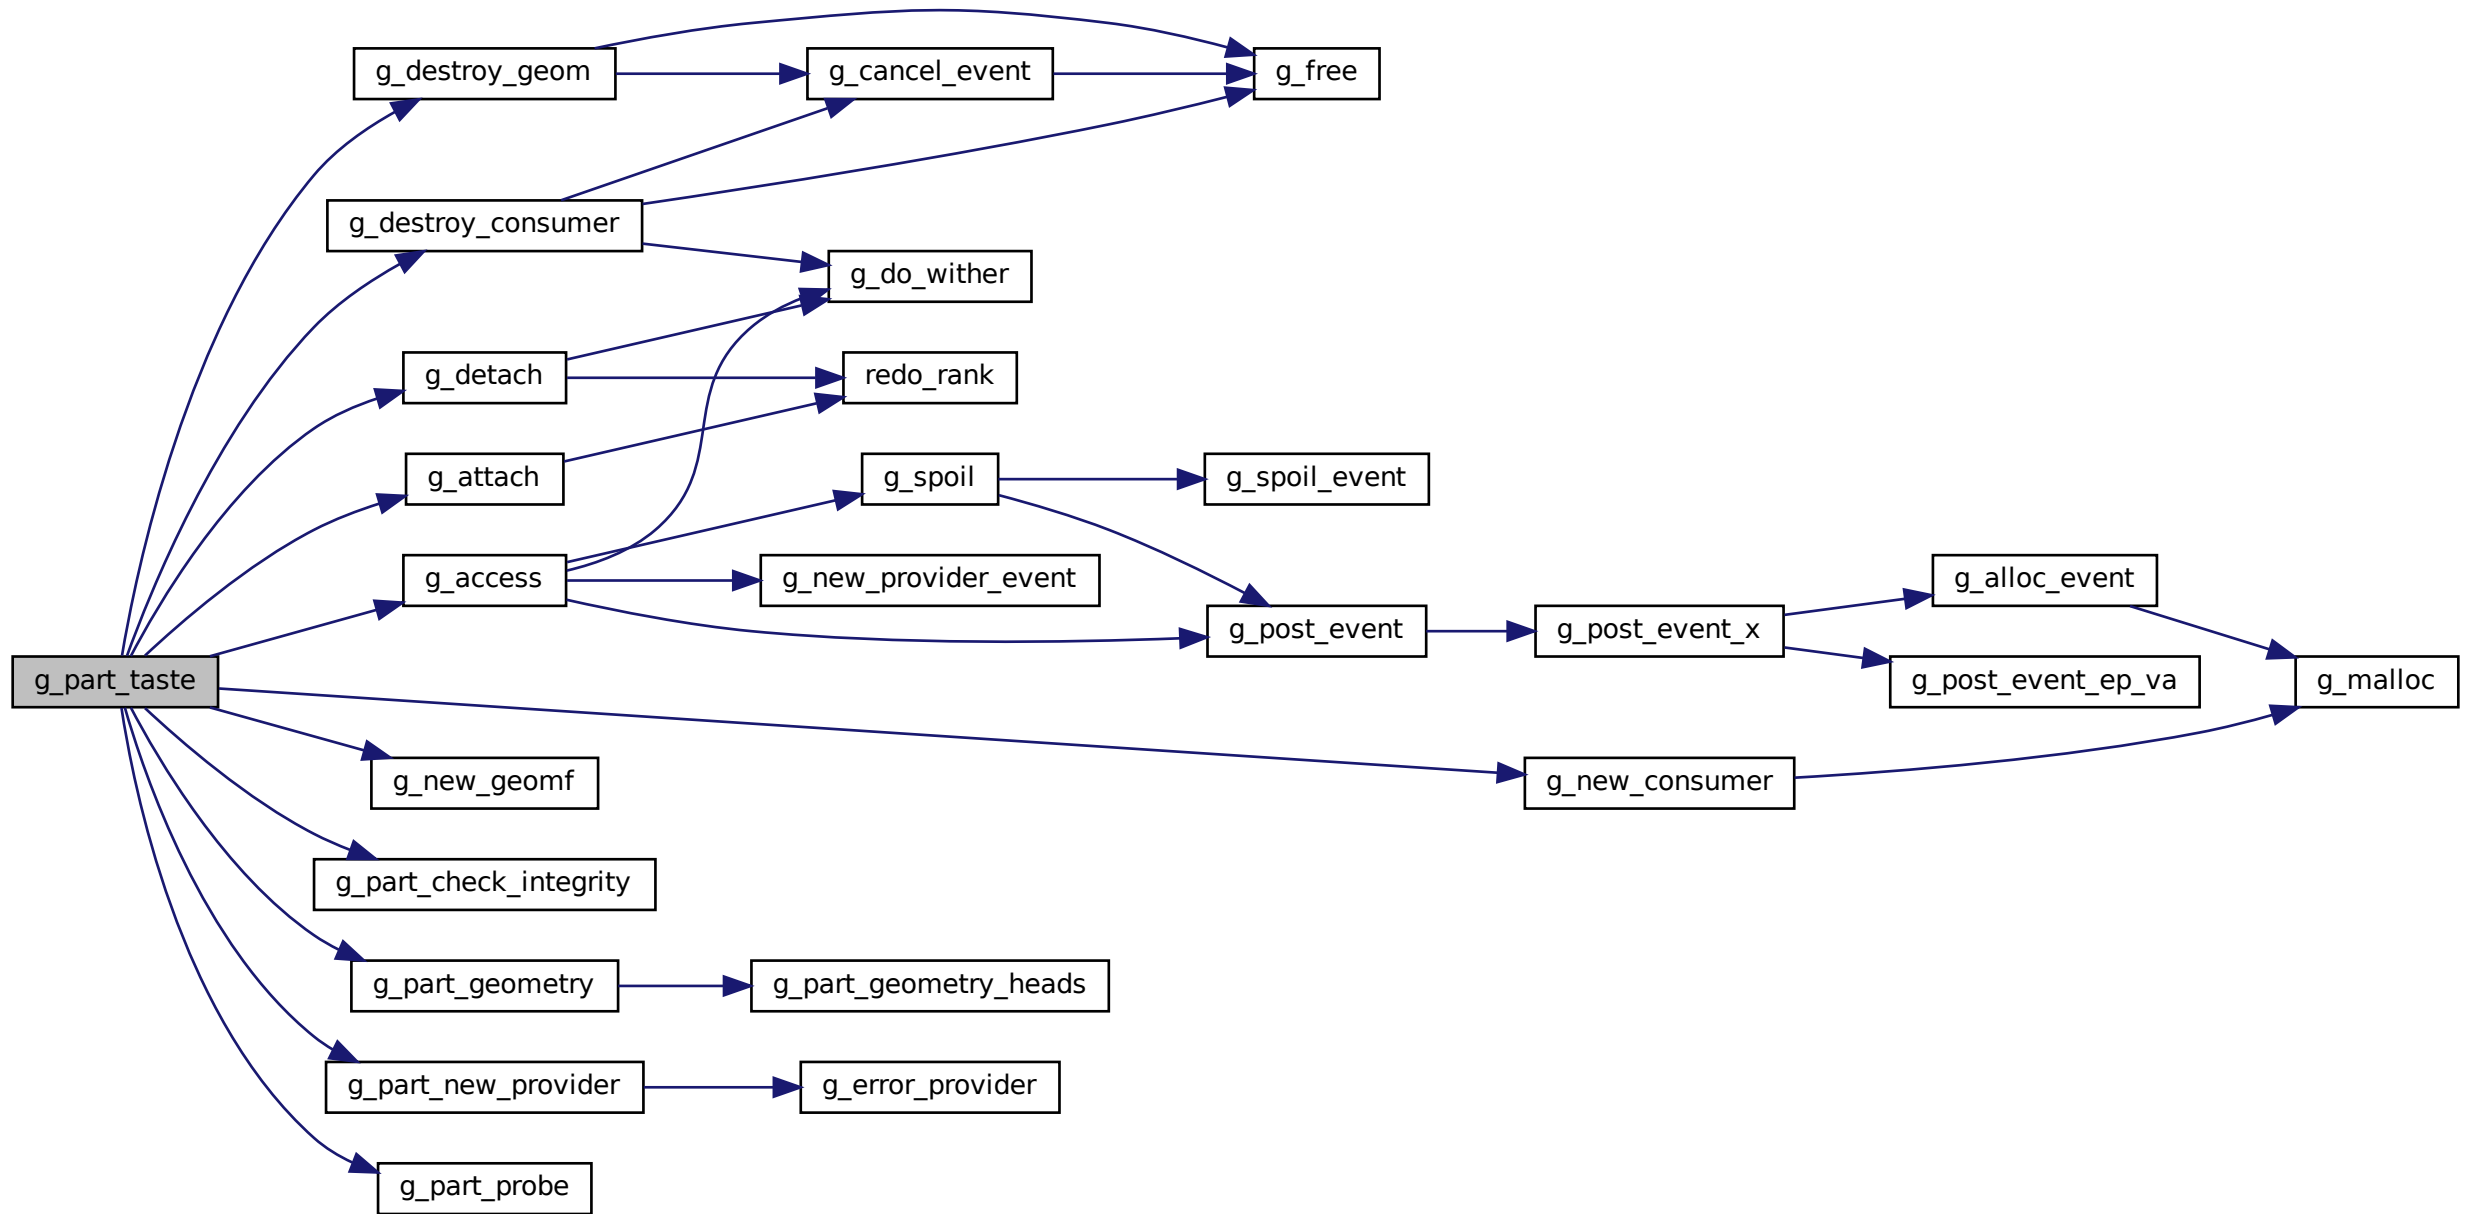 g_destroy_geom
g_cancel_event
g_free
g_destroy_consumer
g_do_wither
g_detach
redo_rank
g_attach
g_spoil
g_spoil_event
g_access
g_new_provider_event
g_alloc_event
g_post_event
g_post_event_x
g_part_taste
g_post_event_ep_va
g_malloc
g_new_geomf
g_new_consumer
g_part_check_integrity
g_part_geometry
g_part_geometry_heads
g_part_new_provider
g_error_provider
g_part_probe